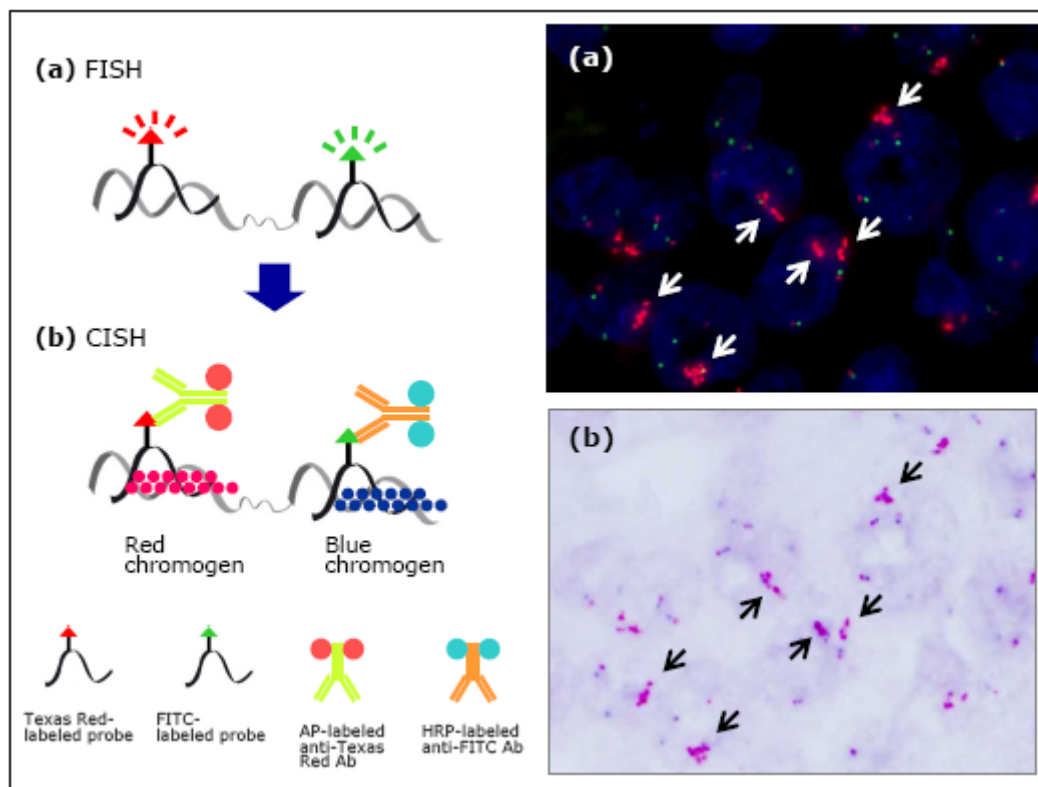 (a) FISH
(b) CISH
Red
chromogen
Blue
chromogen
Texas Red-
labeled probe
FITC-
labeled probe
AP-labeled
anti-Texas
Red Ab
HRP-labeled
anti-FITC Ab
(a)
(b)